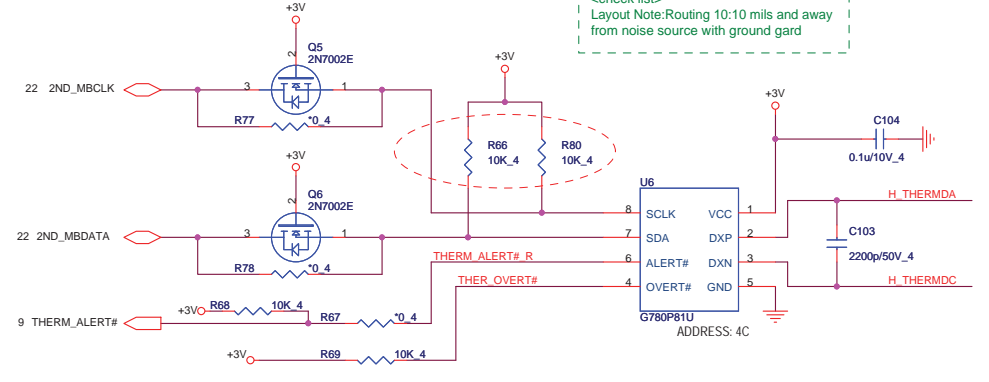 <check list>
Layout Note:Routing 10:10 mils and away
from noise source with ground gard
+3V
Q5
2N7002E
2
22 2ND_MBCLK
3
1
R77
*0_4
+3V
R66
10K_4
R80
10K_4
+3V
C104
0.1u/10V_4
+3V
Q6
2N7002E
2
22 2ND_MBDATA
3
1
R78
*0_4
U6
8 SCLK
7 SDA
6 ALERT#
4 OVERT#
VCC 1
DXP 2
DXN 3
GND 5
G780P81U
ADDRESS: 4C
H_THERMDA
C103
2200p/50V_4
H_THERMDC
THERM_ALERT#_R
THER_OVERT#
+3V
R68
10K_4
9 THERM_ALERT#
R67
*0_4
+3V
R69
10K_4